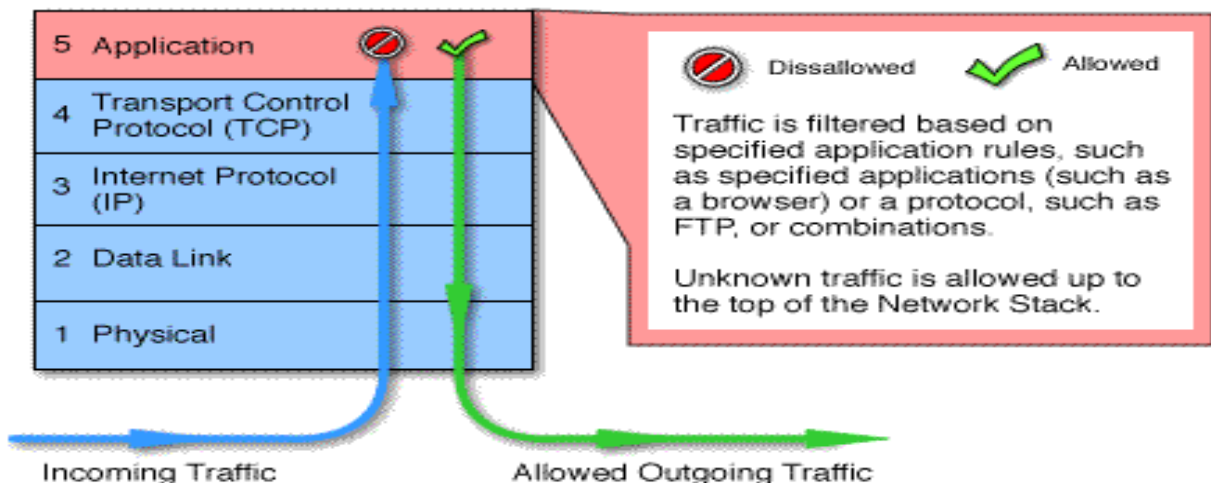 5 Application
4 Transport Control
Protocol (TCP)
3 Internet Protocol
(IP)
2 Data Link
1 Physical
Incoming Traffic
Allowed Outgoing Traffic
Dissallowed
Allowed
Traffic is filtered based on
specified application rules, such
as specified applications (such as
a browser) or a protocol, such as
FTP, or combinations.
Unknown traffic is allowed up to
the top of the Network Stack.